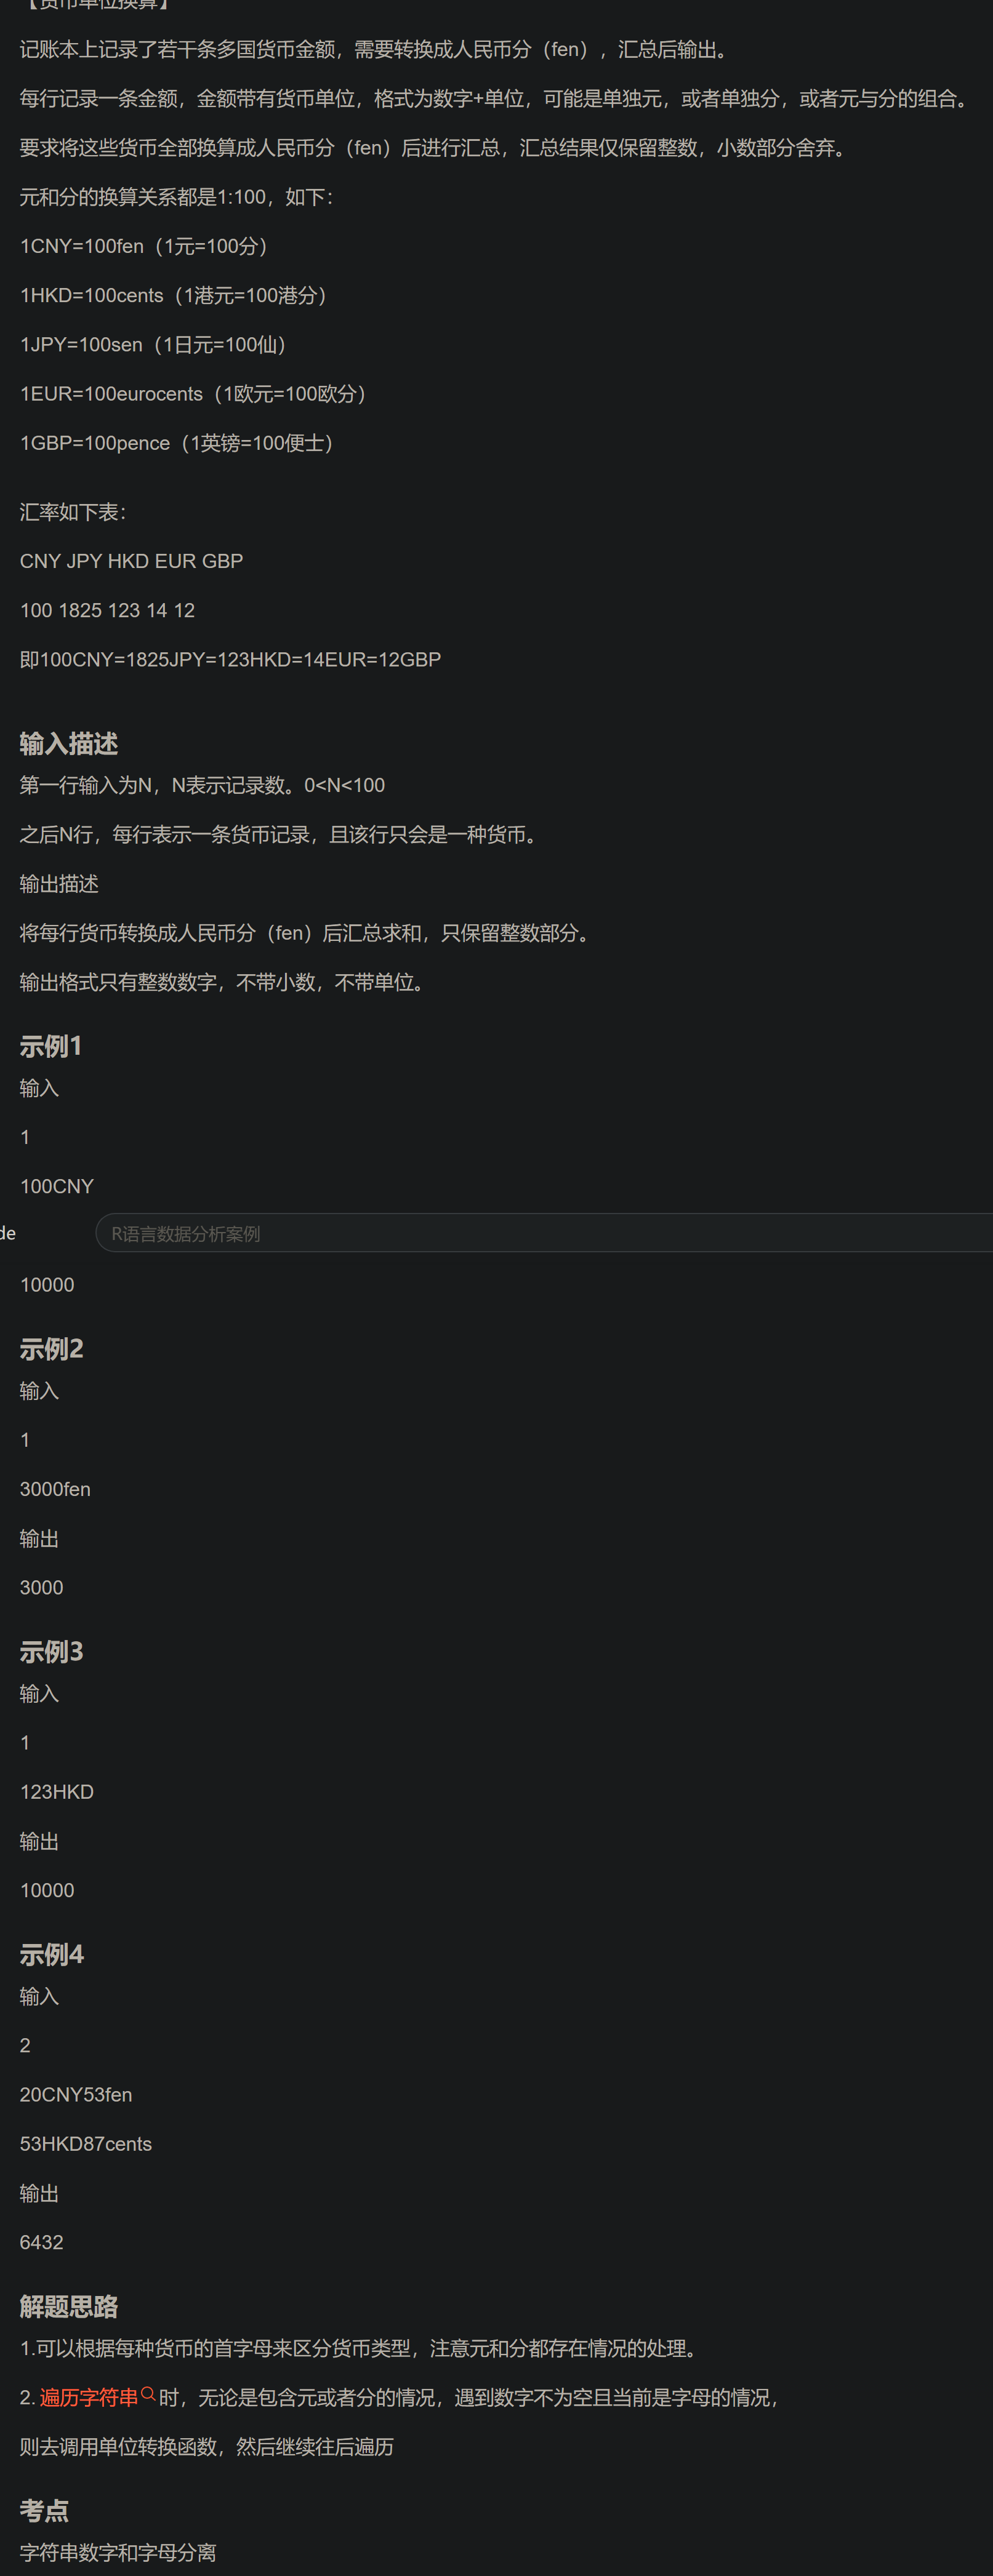 【货币单位换算】
记账本上记录了若干条多国货币金额，需要转换成人民币分（fen），汇总后输出。
每行记录一条金额，金额带有货币单位，格式为数字+单位，可能是单独元，或者单独分，或者元与分的组合。
要求将这些货币全部换算成人民币分（fen）后进行汇总，汇总结果仅保留整数，小数部分舍弃。
元和分的换算关系都是1:100，如下：
1CNY=100fen（1元=100分）
1HKD=100cents（1港元=100港分）
1JPY=100sen（1日元=100仙）
1EUR=100eurocents（1欧元=100欧分）
1GBP=100pence（1英镑=100便士）
汇率如下表：
CNY JPY HKD EUR GBP
100 1825 123 14 12
即100CNY=1825JPY=123HKD=14EUR=12GBP
输入描述
第一行输入为N，N表示记录数。0<N<100
之后N行，每行表示一条货币记录，且该行只会是一种货币。
输出描述
将每行货币转换成人民币分（fen）后汇总求和，只保留整数部分。
输出格式只有整数数字，不带小数，不带单位。
示例1
输入
1
100CNY
de R语言数据分析案例
10000
示例2
输入
1
3000fen
输出
3000
示例3
输入
1
123HKD
输出
10000
示例4
输入
2
20CNY53fen
53HKD87cents
输出
6432
解题思路
1.可以根据每种货币的首字母来区分货币类型，注意元和分都存在情况的处理。
2. 遍历字符串时，无论是包含元或者分的情况，遇到数字不为空且当前是字母的情况，
则去调用单位转换函数，然后继续往后遍历
考点
字符串数字和字母分离